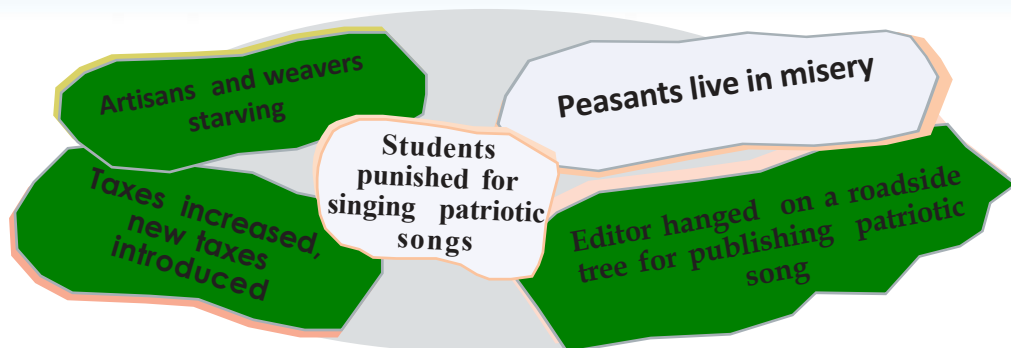 Artisans and weavers
starving
Peasants live in misery
Students
punished for
singing patriotic
songs
Taxes increased,
new taxes
introduced
Editor hanged on a roadside
tree for publishing patriotic
song